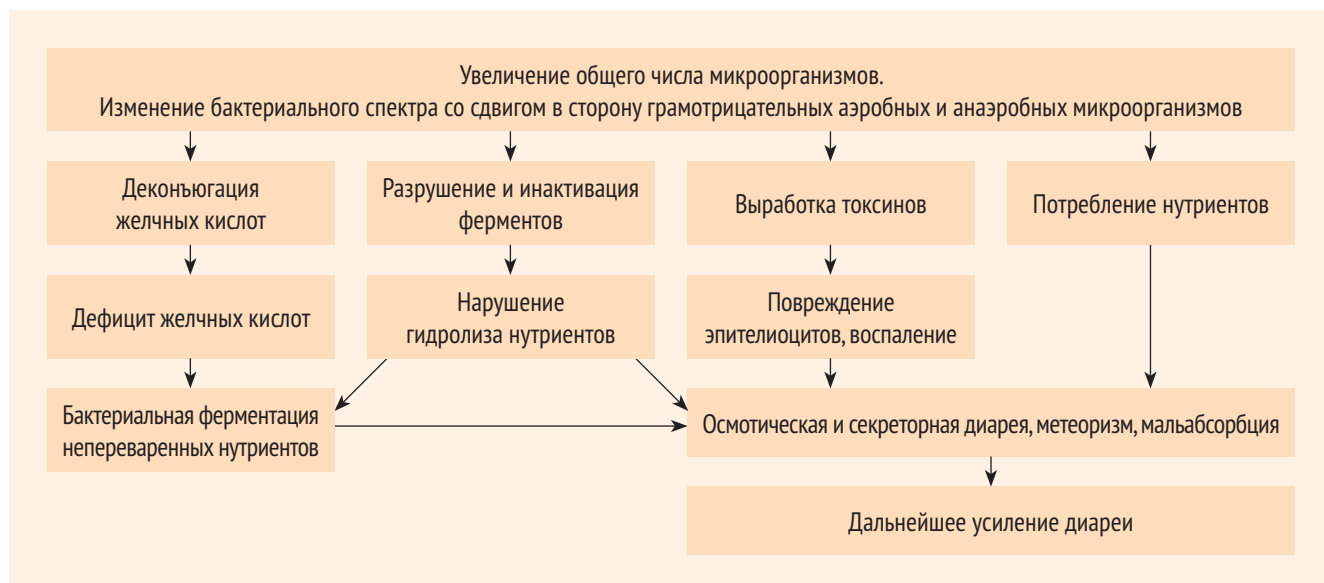 Увеличение общего числа микроорганизмов.
Изменение бактериального спектра со сдвигом в сторону грамотрицательных аэробных и анаэробных микроорганизмов
Деконъюгация
желчных кислот
Разрушение и инактивация
ферментов
Выработка токсинов
Потребление нутриентов
Дефицит желчных кислот
Нарушение
гидролиза нутриентов
Повреждение
эпителиоцитов, воспаление
Бактериальная ферментация
непереваренных нутриентов
Осмотическая и секреторная диарея, метеоризм, мальабсорбция
Дальнейшее усиление диареи